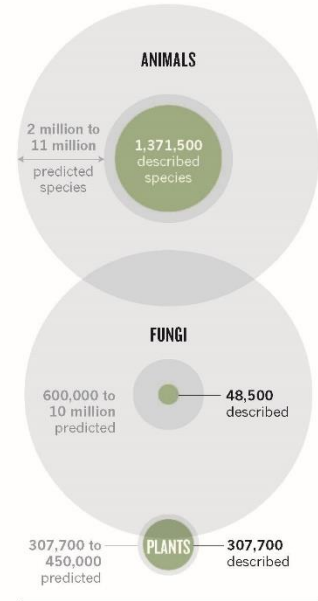 ANIMALS
2 million to
11 million
predicted
species
1,371,500
described
species
FUNGI
600,000 to
10 million
predicted
48,500
described
307,700 to
450,000
predicted
PLANTS
307,700
described